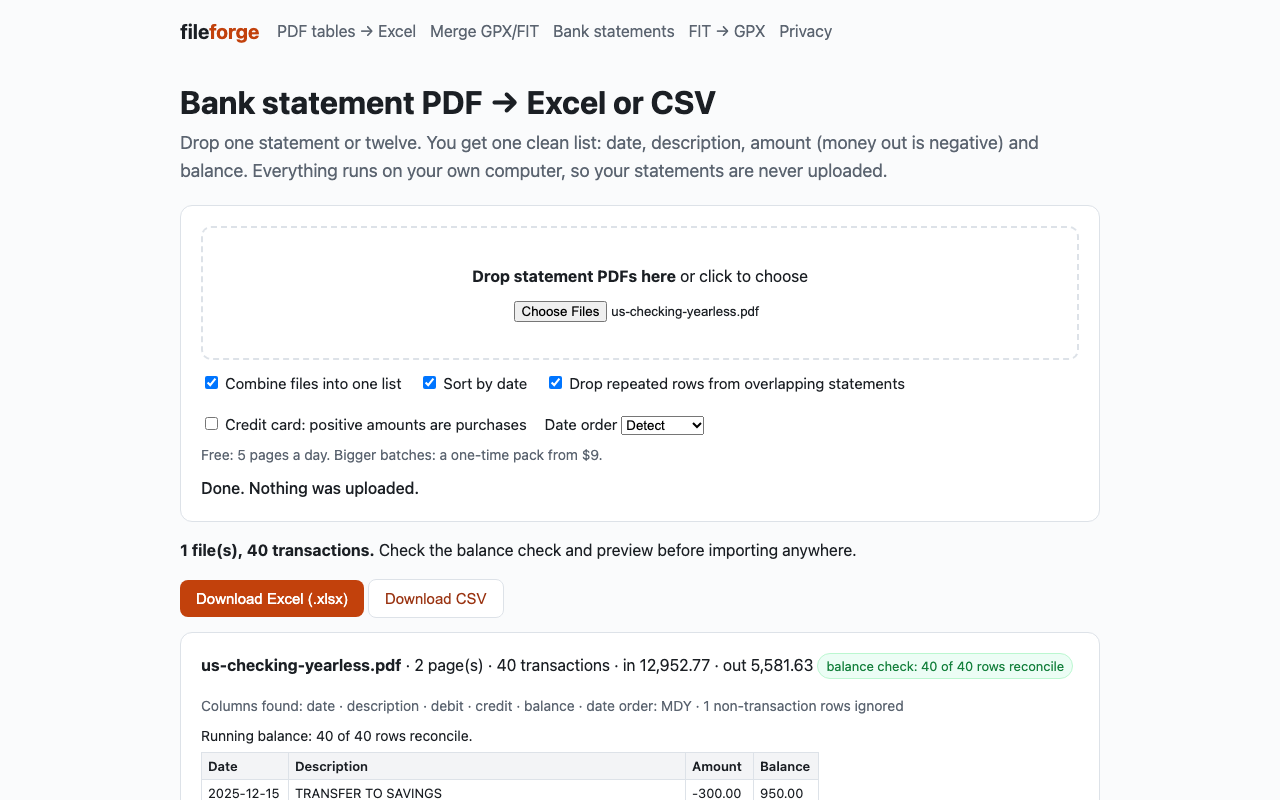 fileforge PDF tables → Excel Merge GPX/FIT Bank statements FIT → GPX Privacy
Bank statement PDF → Excel or CSV
Drop one statement or twelve. You get one clean list: date, description, amount (money out is negative) and
balance. Everything runs on your own computer, so your statements are never uploaded.
Drop statement PDFs here or click to choose
Choose Files us-checking-yearless.pdf
Combine files into one list Sort by date Drop repeated rows from overlapping statements
Credit card: positive amounts are purchases Date order Detect
Free: 5 pages a day. Bigger batches: a one-time pack from $9.
Done. Nothing was uploaded.
1 file(s), 40 transactions. Check the balance check and preview before importing anywhere.
Download Excel (.xlsx) Download CSV
us-checking-yearless.pdf · 2 page(s) · 40 transactions · in 12,952.77 · out 5,581.63 balance check: 40 of 40 rows reconcile
Columns found: date · description · debit · credit · balance · date order: MDY · 1 non-transaction rows ignored
Running balance: 40 of 40 rows reconcile.
Date Description Amount Balance
2025-12-15 TRANSFER TO SAVINGS -300.00 950.00